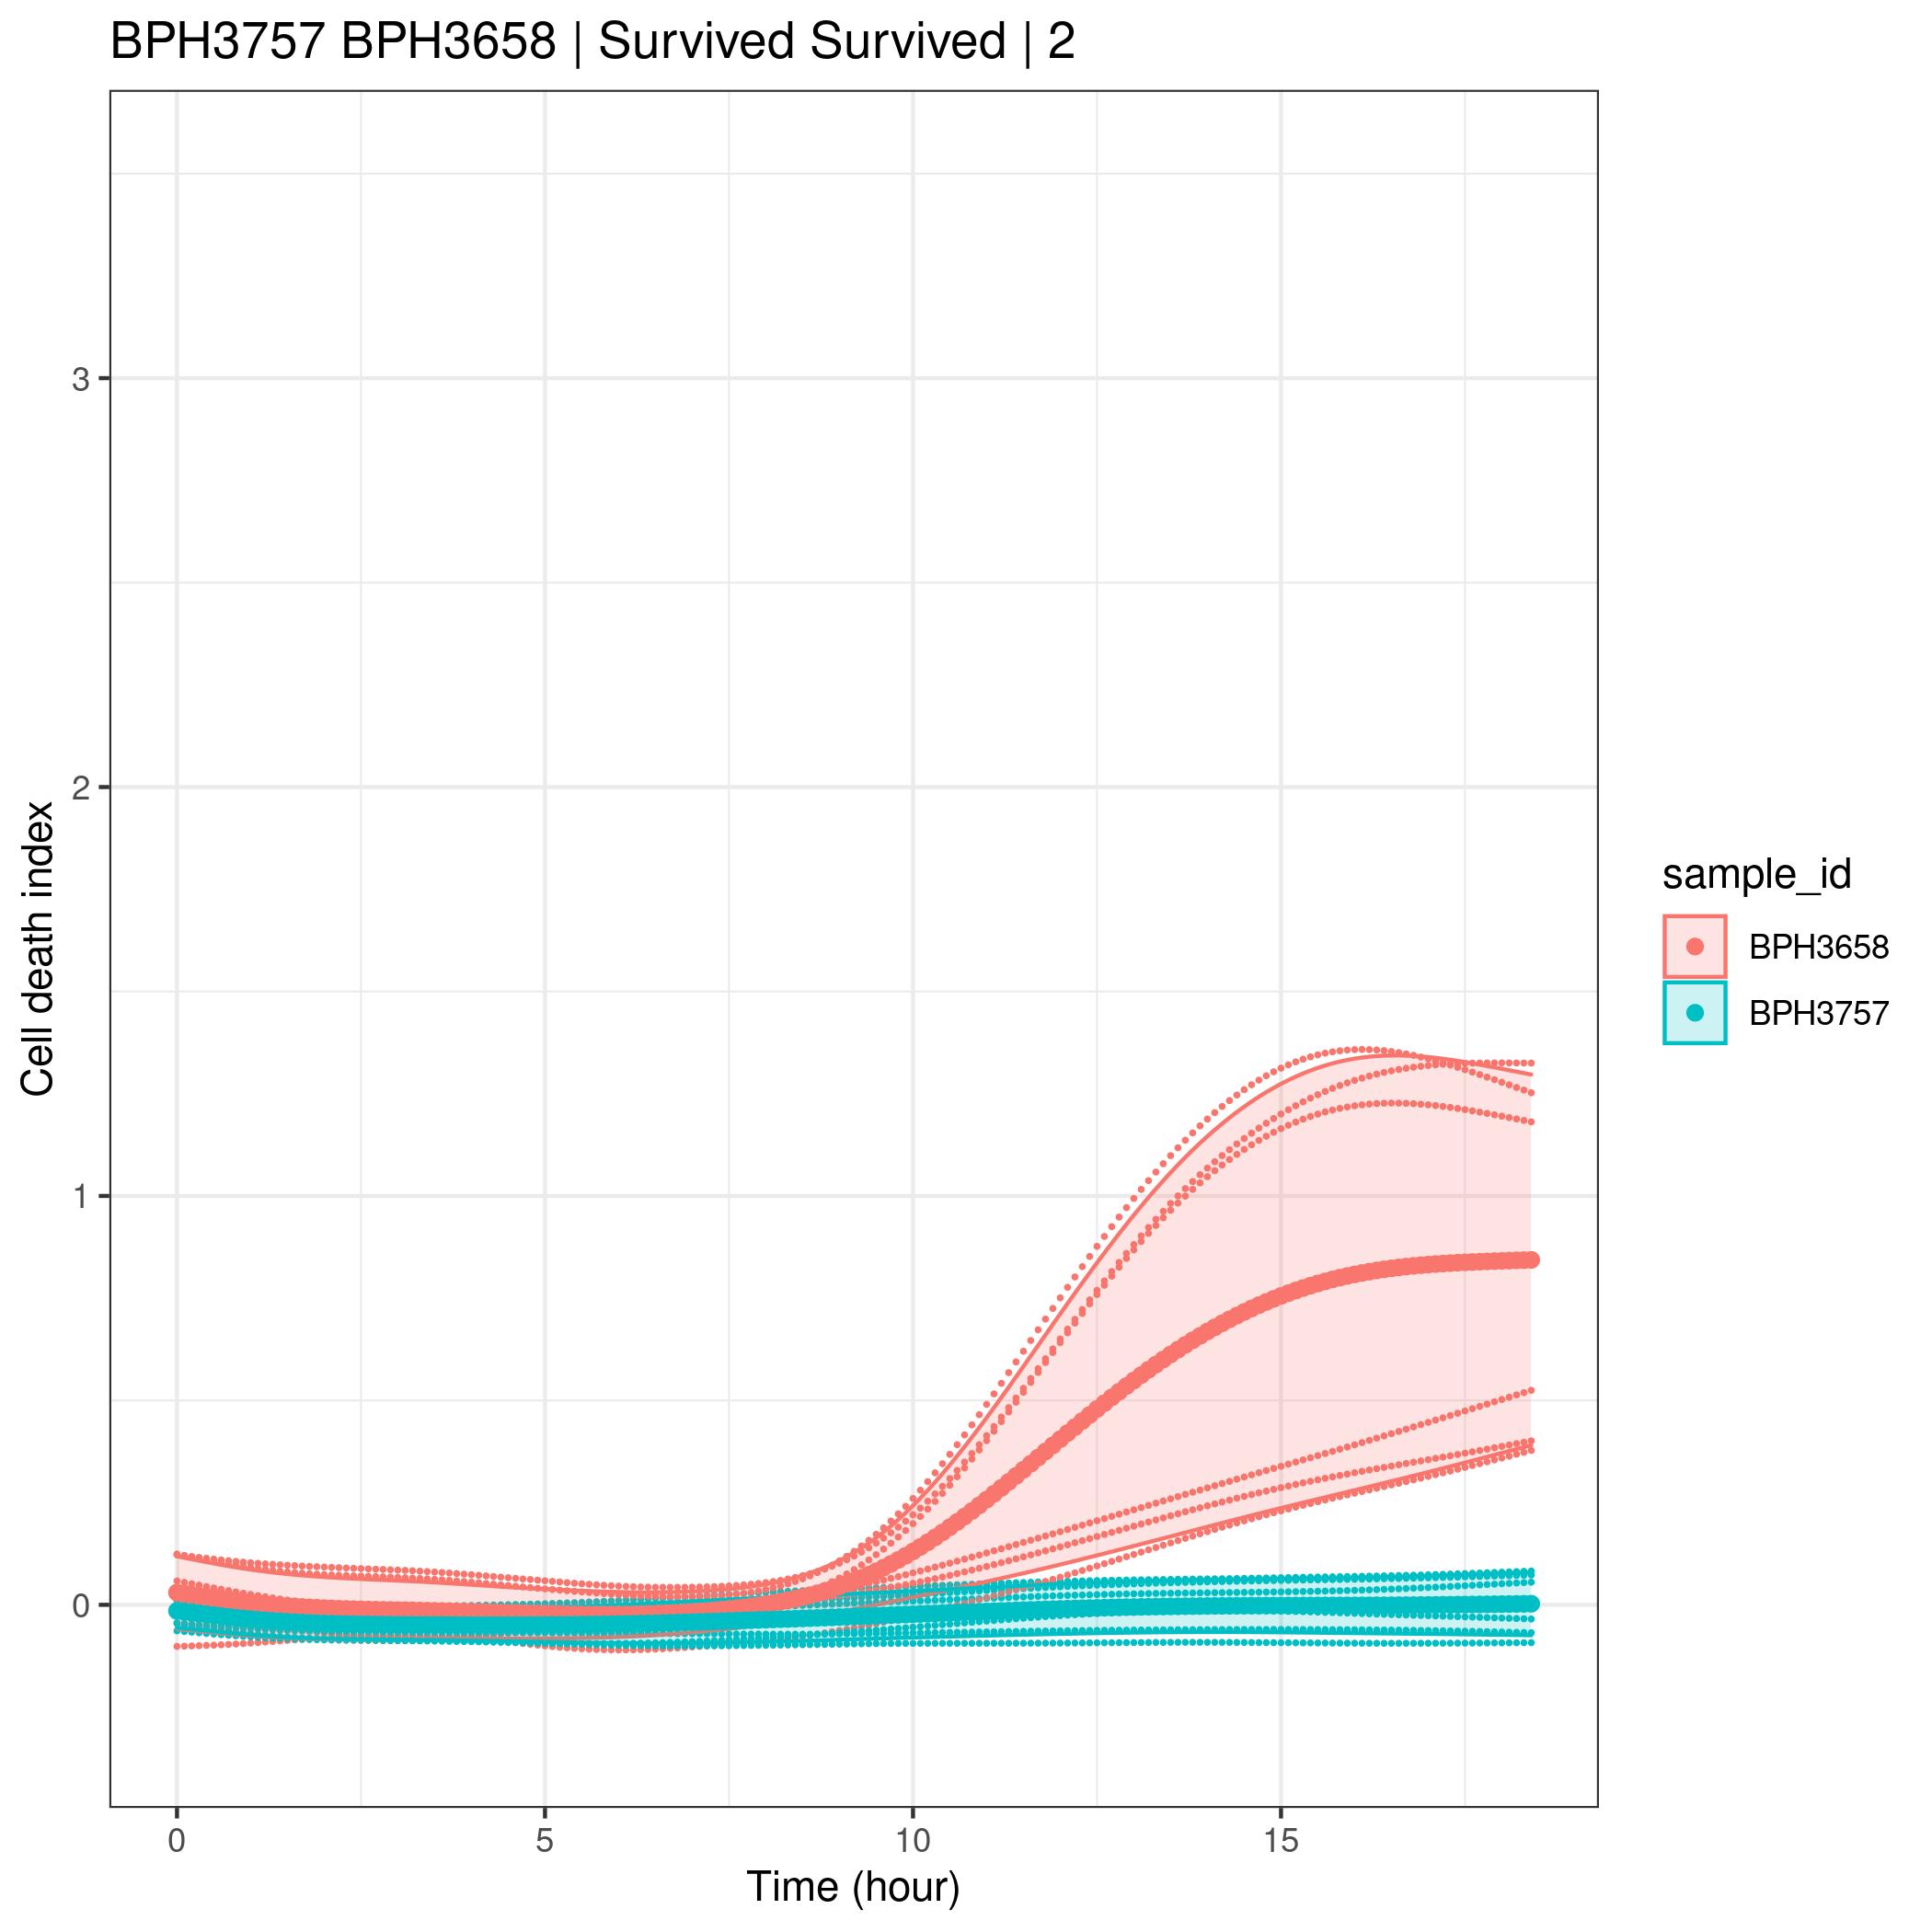 BPH3757 BPH3658 | Survived Survived | 2
3
2
1
0
Cell death index
0 5 10 15
Time (hour)
sample_id
BPH3658
BPH3757